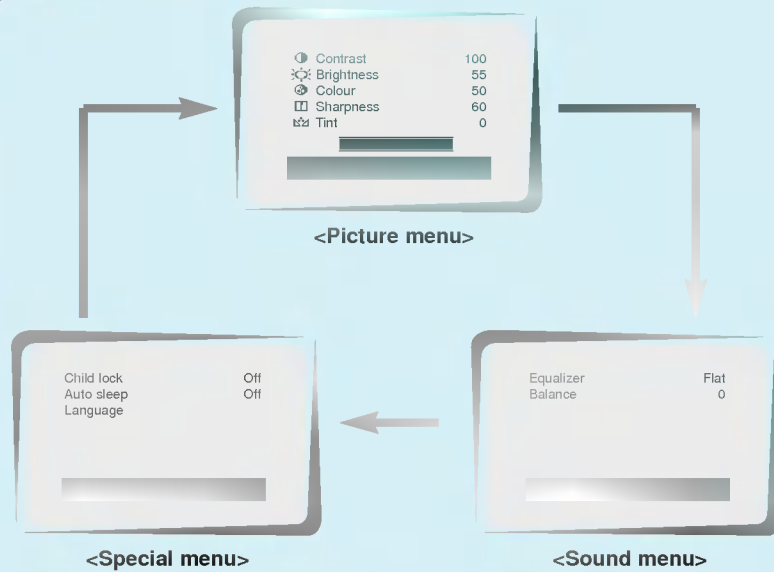 Contrast 100
Brightness 55
Colour 50
Sharpness 60
Tint 0
<Picture menu>
Child lock Off
Auto sleep Off
Language
<Special menu>
Equalizer Flat
Balance 0
<Sound menu>